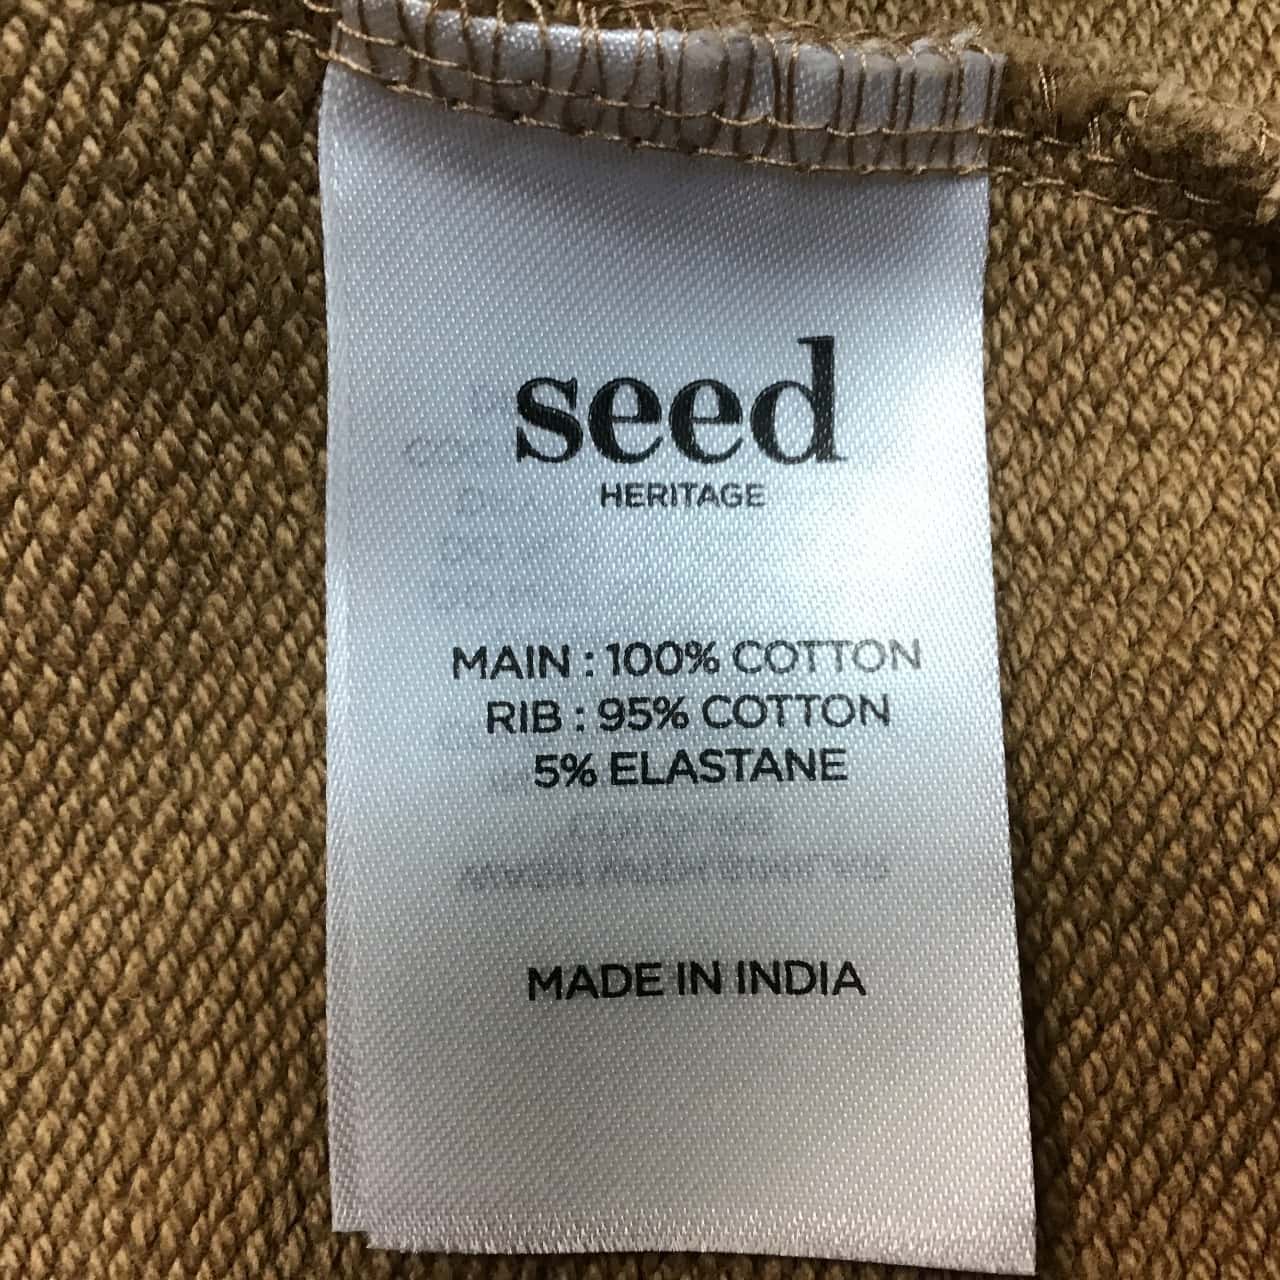 seed
HERITAGE
MAIN : 100% COTTON
RIB : 95% COTTON
5% ELASTANE
MADE IN INDIA